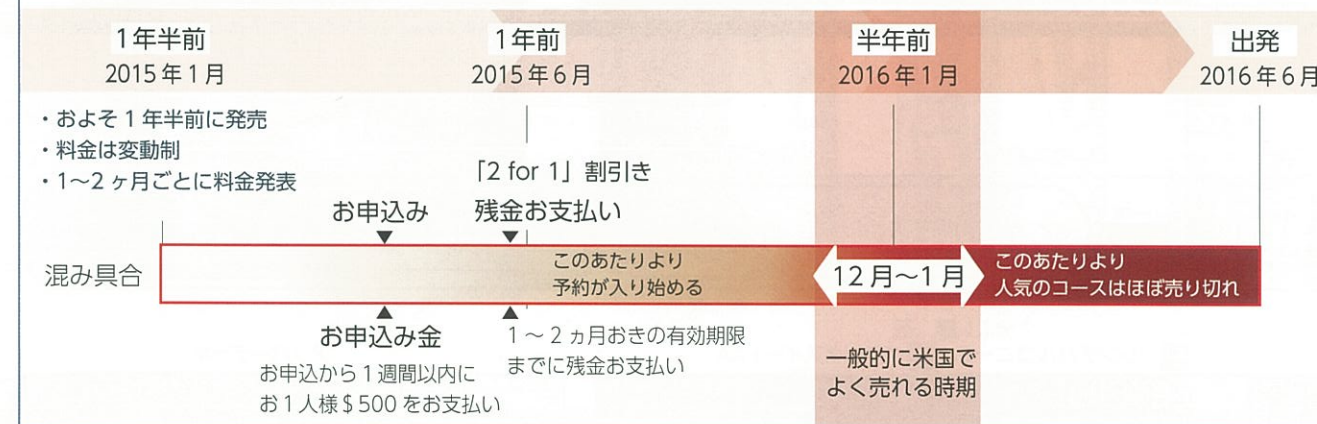 1年半前
2015年1月
1年前
2015年6月
半年前
2016年1月
出発
2016年6月
・およそ1年半前に発売
・料金は変動制
・1～2ヶ月ごとに料金発表
「2 for 1」割引き
お申込み
残金お支払い
混み具合
このあたりより
予約が入り始める
12月～1月
このあたりより
人気のコースはほぼ売り切れ
お申込み金
お申込から1週間以内に
お1人様$500をお支払い
1～2ヵ月おきの有効期限
までに残金お支払い
一般的に米国で
よく売れる時期